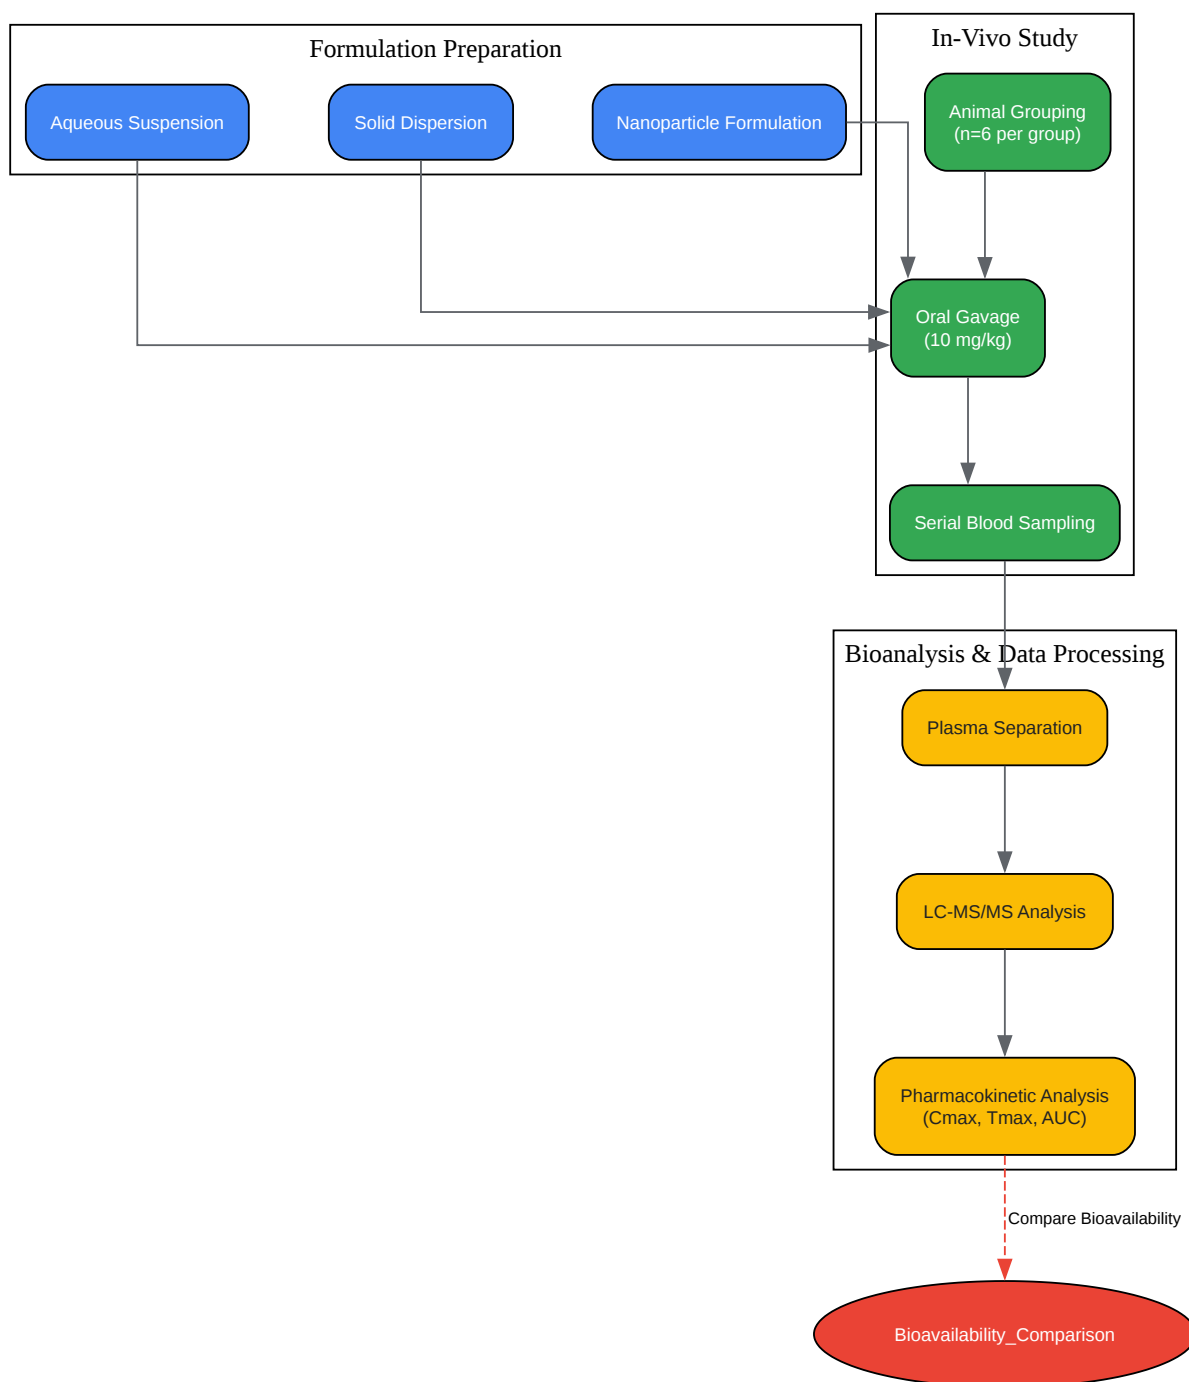 Formulation Preparation
Aqueous Suspension
Solid Dispersion
Nanoparticle Formulation
In-Vivo Study
Animal Grouping
(n=6 per group)
Oral Gavage
(10 mg/kg)
Serial Blood Sampling
Bioanalysis & Data Processing
Plasma Separation
LC-MS/MS Analysis
Pharmacokinetic Analysis
(Cmax, Tmax, AUC)
Compare Bioavailability
Bioavailability_Comparison